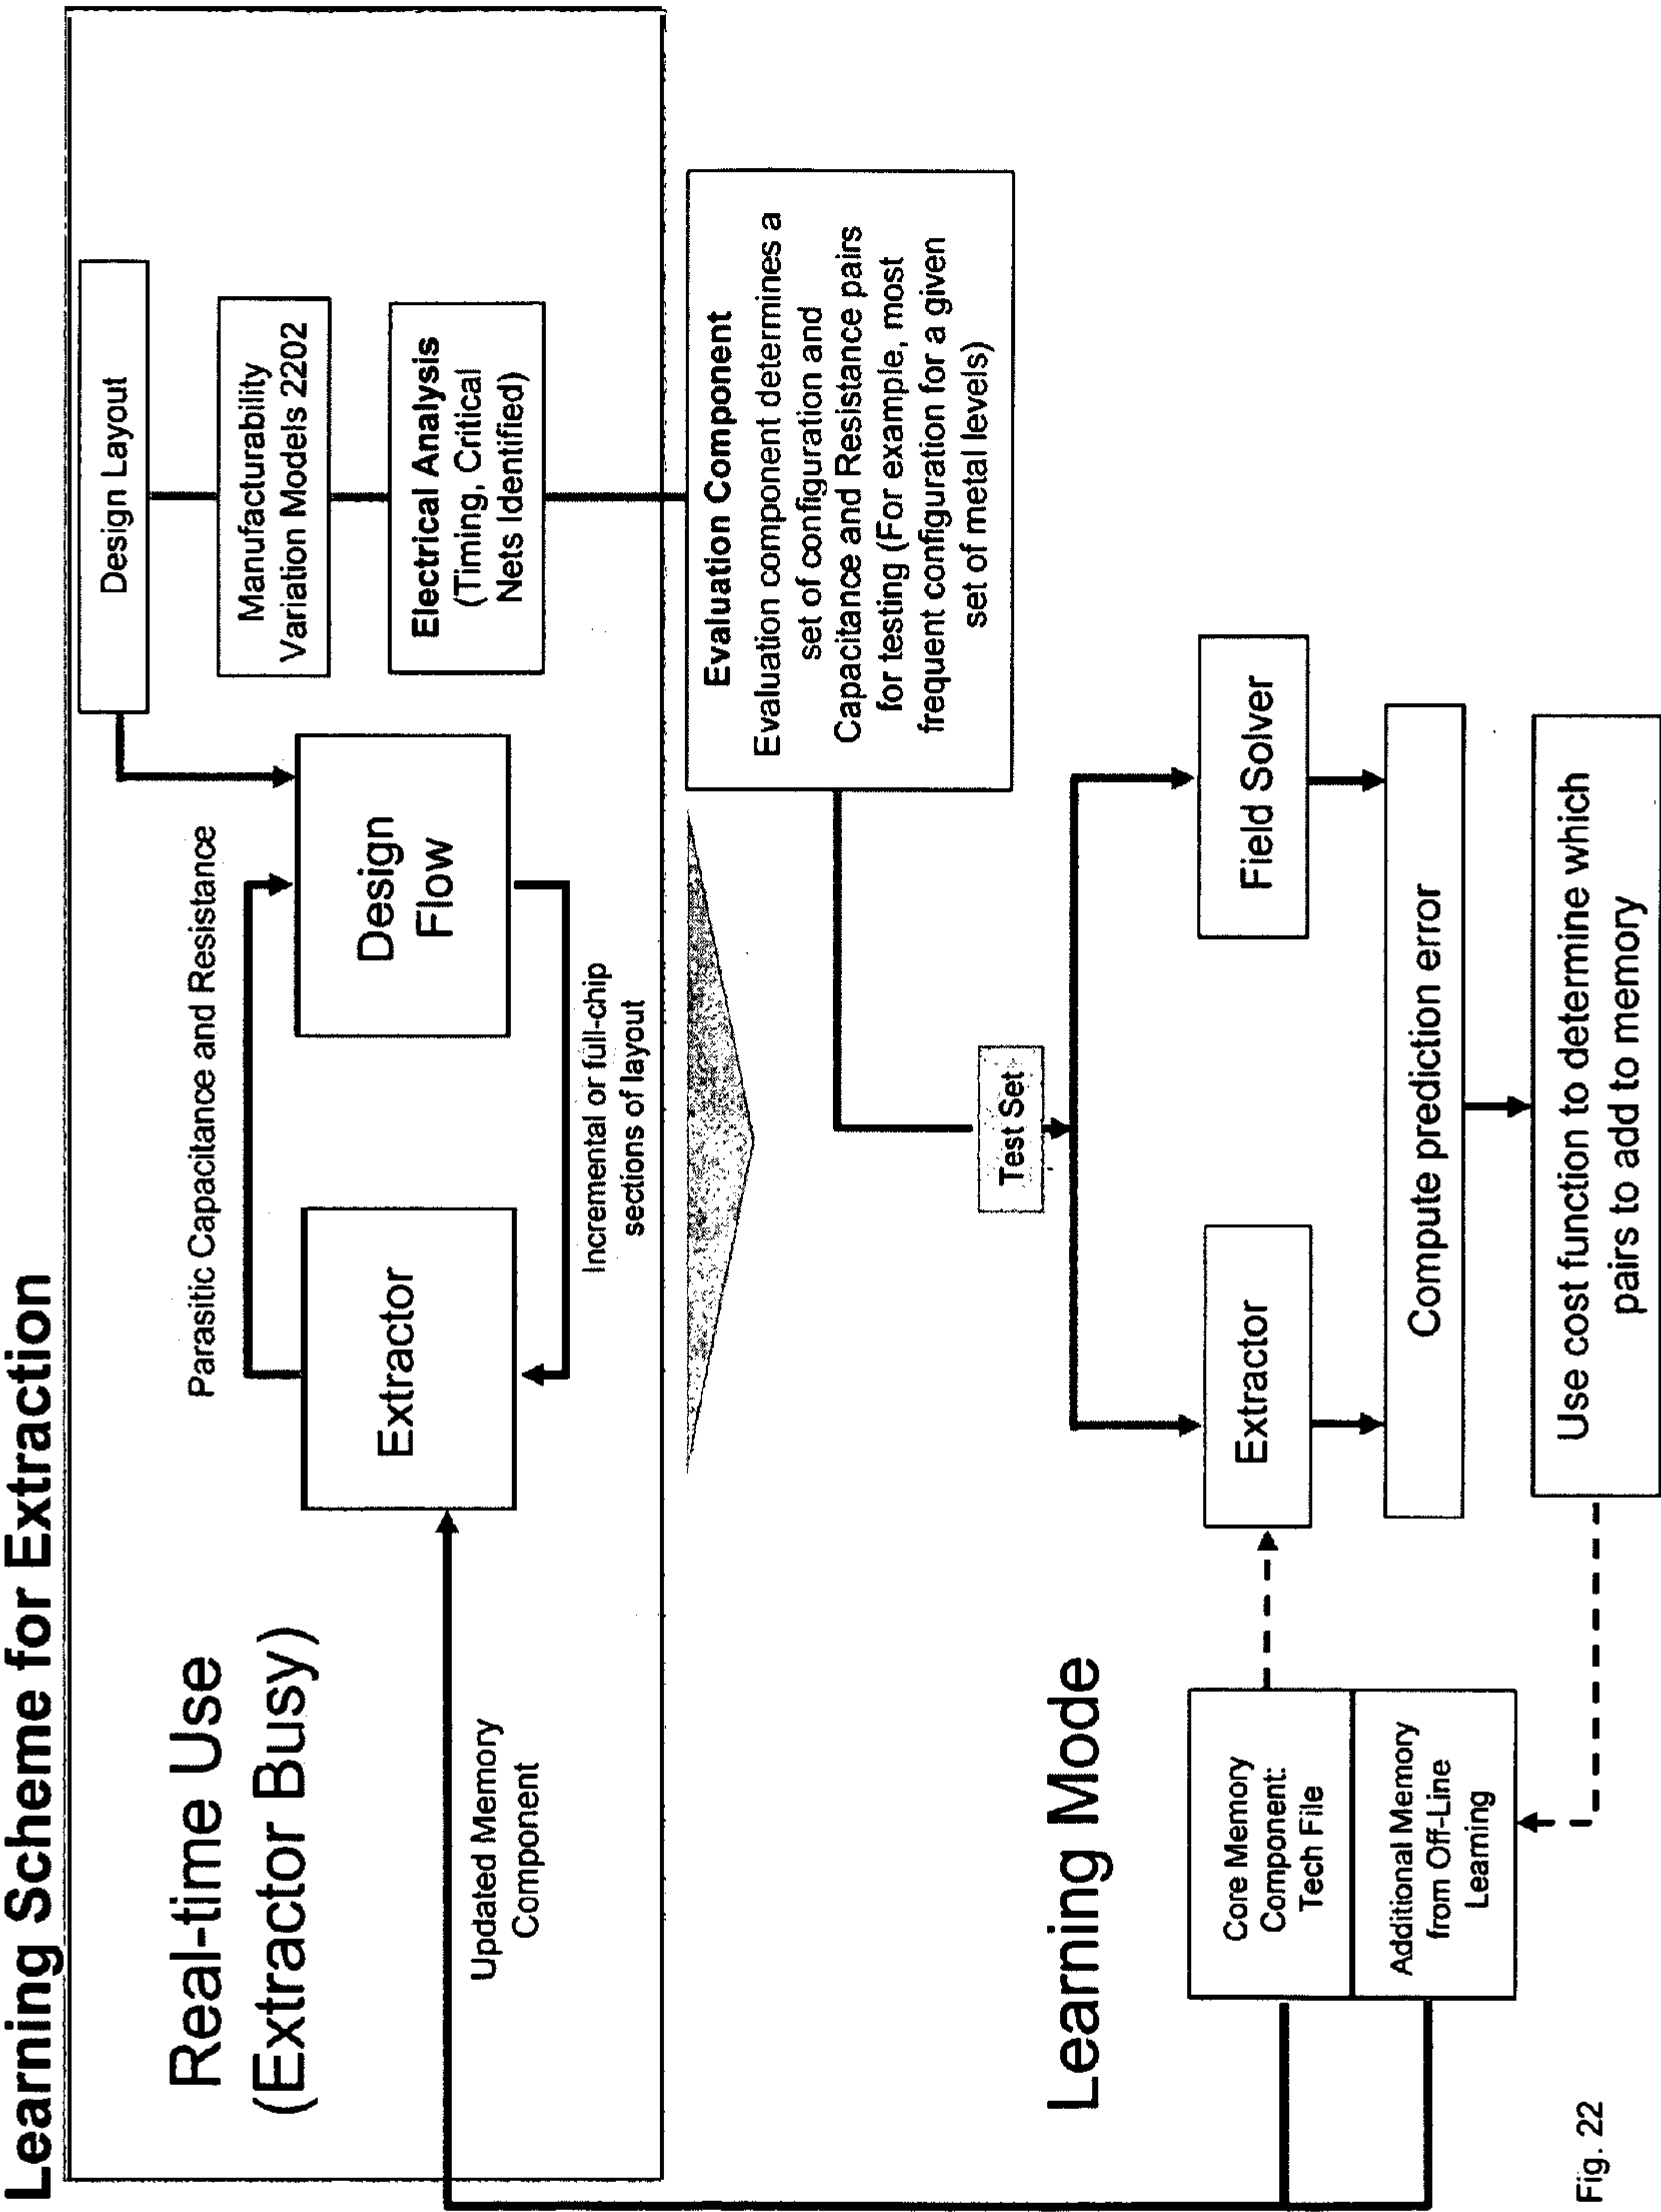 Learning Scheme for Extraction
Real-time Use
(Extractor Busy)
Parasitic Capacitance and Resistance
Extractor
Design
Flow
Incremental or full-chip
sections of layout
Updated Memory
Component
Design Layout
Manufacturability
Variation Models 2202
Electrical Analysis
(Timing, Critical
Nets Identified)
Evaluation Component
Evaluation component determines a
set of configuration and
Capacitance and Resistance pairs
for testing (For example, most
frequent configuration for a given
set of metal levels)
Learning Mode
Test Set
Core Memory
Component:
Tech File
Additional Memory
from Off-Line
Learning
Extractor
Field Solver
Compute prediction error
Use cost function to determine which
pairs to add to memory
Fig. 22